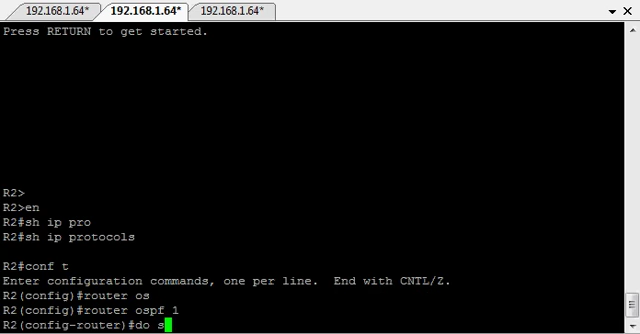 192.168.1.64* 192.168.1.64* 192.168.1.64*
Press RETURN to get started.
R2>
R2>en
R2#sh ip pro
R2#sh ip protocols
R2#conf t
Enter configuration commands, one per line.  End with CNTL/Z.
R2(config)#router os
R2(config)#router ospf 1
R2(config-router)#do s